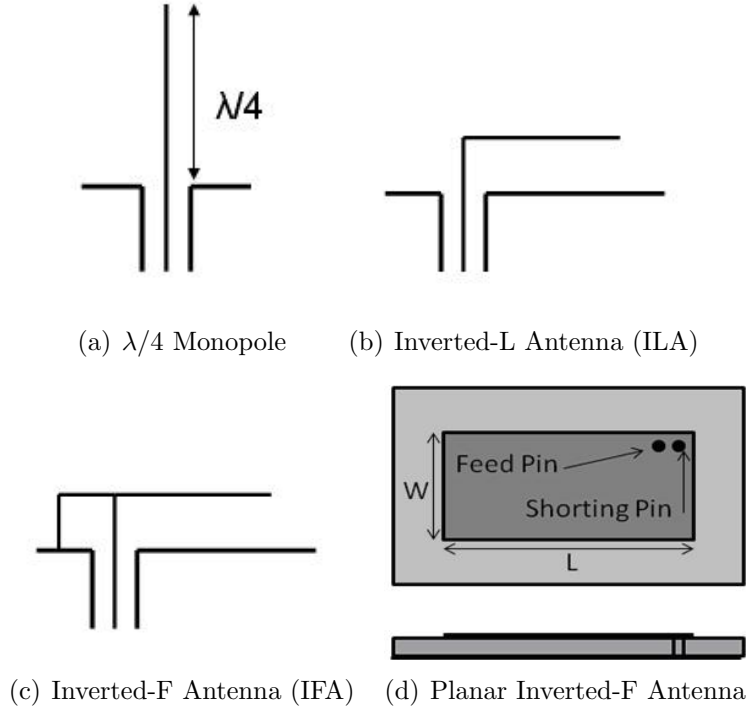 λ/4
(a) λ/4 Monopole
(b) Inverted-L Antenna (ILA)
Feed Pin
W
Shorting Pin
L
(c) Inverted-F Antenna (IFA)
(d) Planar Inverted-F Antenna